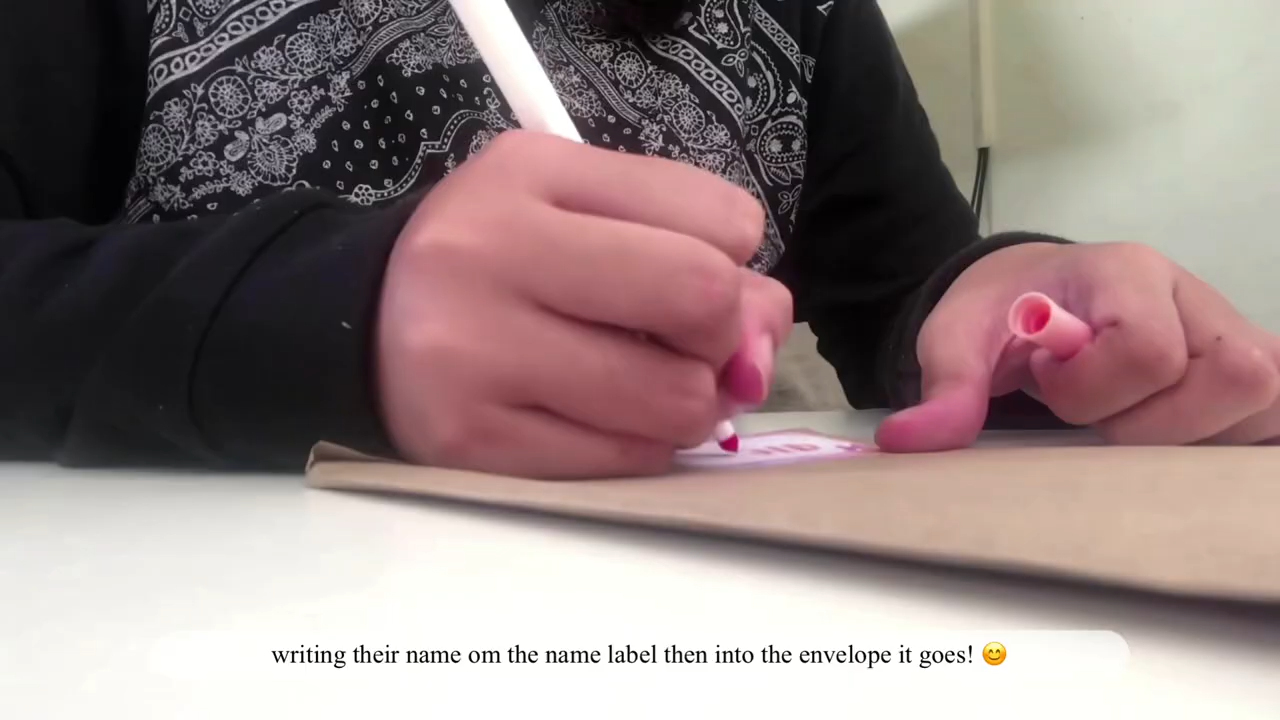 writing their name om the name label then into the envelope it goes! 😊